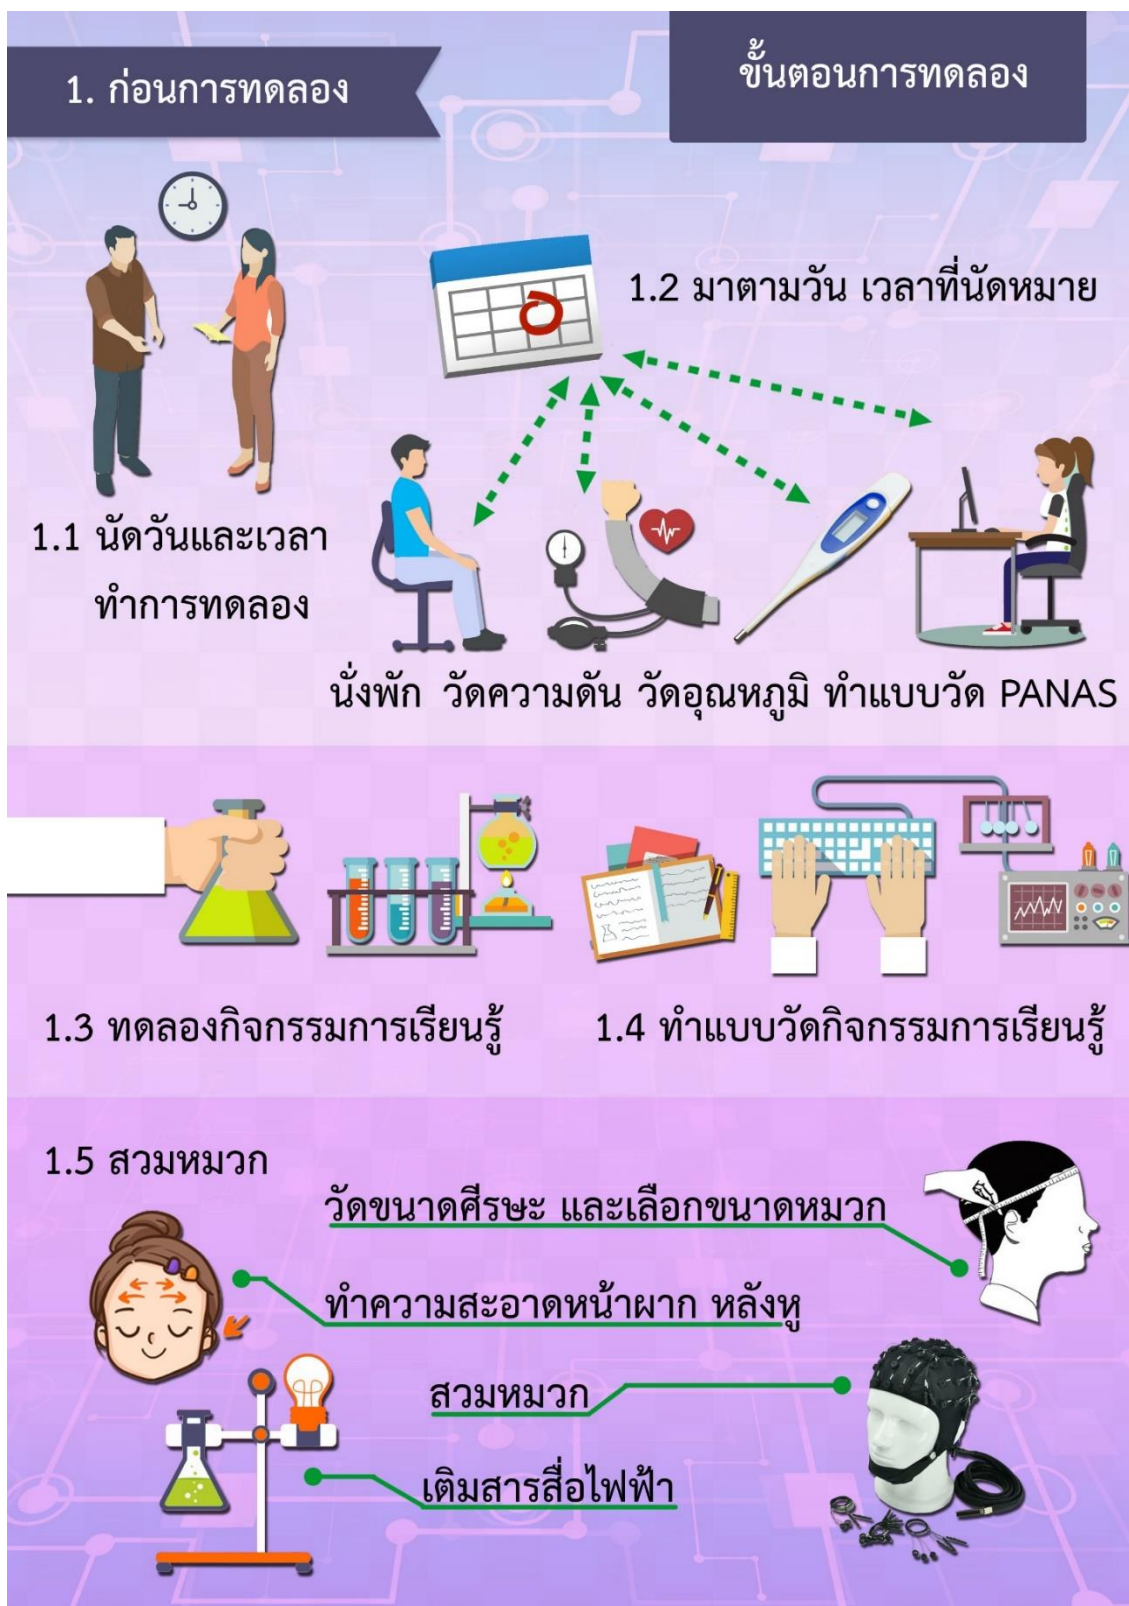 1. ก่อนการทดลอง
ขั้นตอนการทดลอง
1.2 มาตามวัน เวลาที่นัดหมาย
1.1 นัดวันและเวลา
ทำการทดลอง
นั่งพัก วัดความดัน วัดอุณหภูมิ ทำแบบวัด PANAS
1.3 ทดลองกิจกรรมการเรียนรู้
1.4 ทำแบบวัดกิจกรรมการเรียนรู้
1.5 สวมหมวก
วัดขนาดศีรษะ และเลือกขนาดหมวก
ทำความสะอาดหน้าผาก หลังหู
สวมหมวก
เติมสารสื่อไฟฟ้า